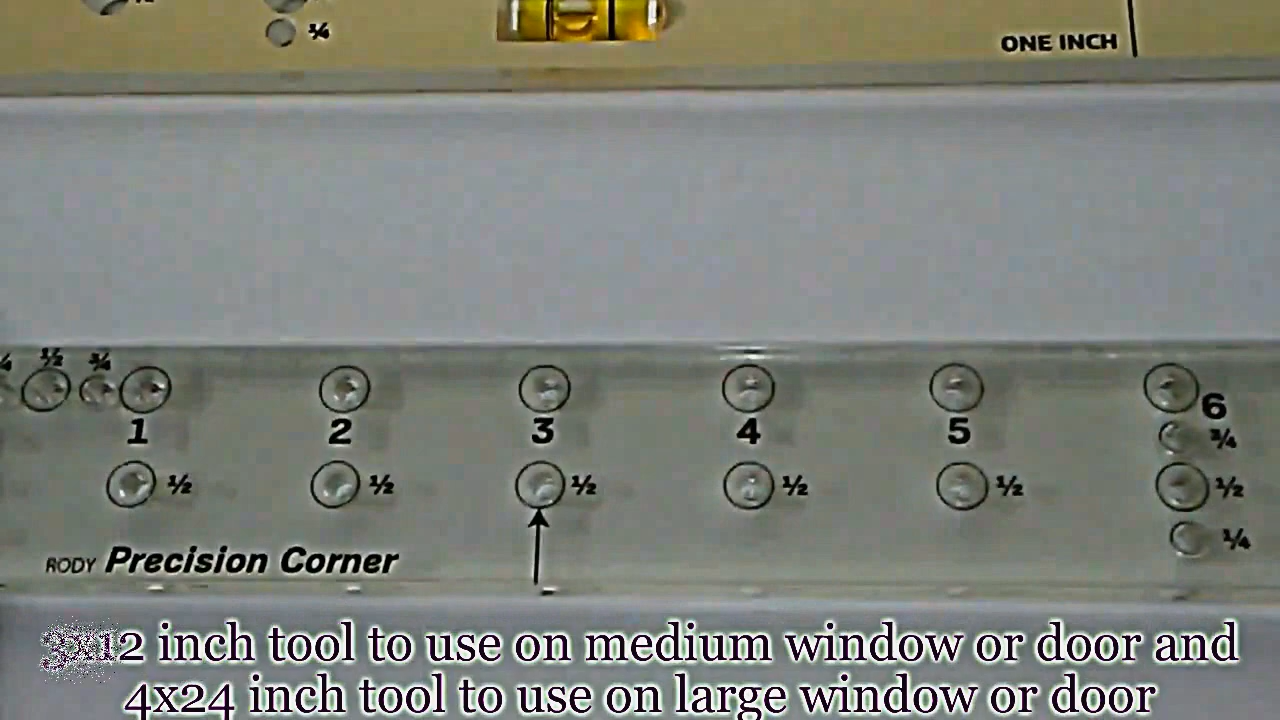 ¾
ONE INCH
½ ¾
1 2 3 4 5 6
¾
½ ½ ½ ½ ½ ½
¼
RODY Precision Corner
inch tool to use on medium window or door and
4x24 inch tool to use on large window or door